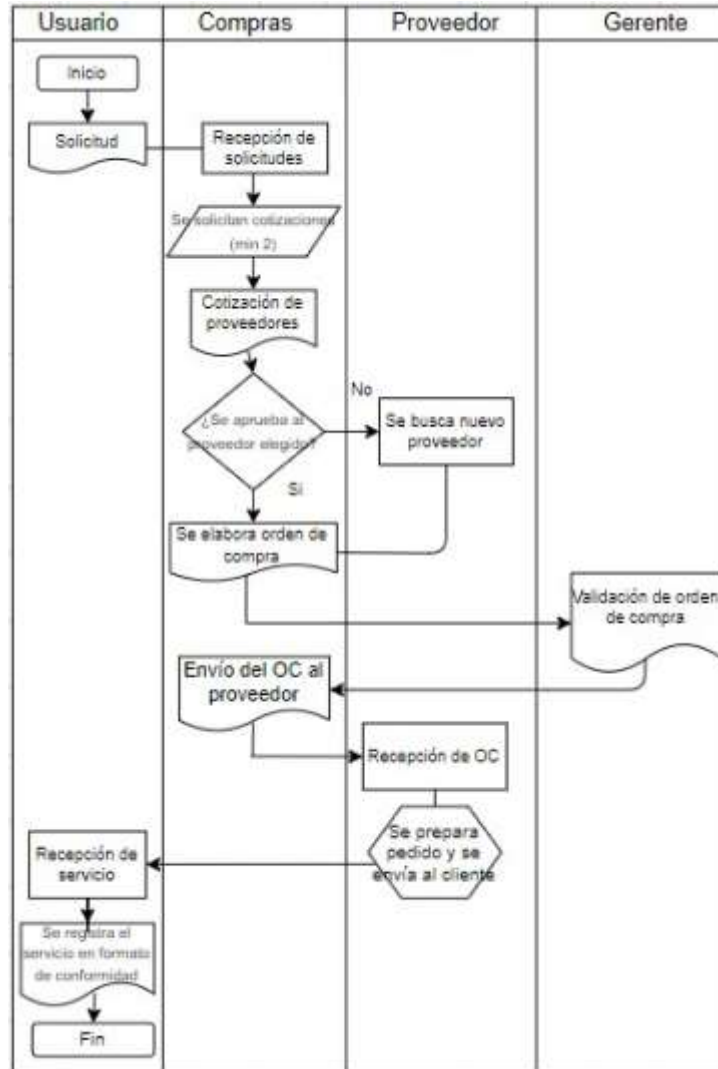 Usuario
Compras
Proveedor
Gerente
Inicio
Solicitud
Recepción de
solicitudes
Se solicitan cotizaciones
(min 2)
Cotización de
proveedores
¿Se aprueba al
proveedor elegido?
No
Se busca nuevo
proveedor
Si
Se elabora orden de
compra
Validación de orden
de compra
Envío del OC al
proveedor
Recepción de OC
Se prepara
pedido y se
envía al cliente
Recepción de
servicio
Se registra el
servicio en formato
de conformidad
Fin